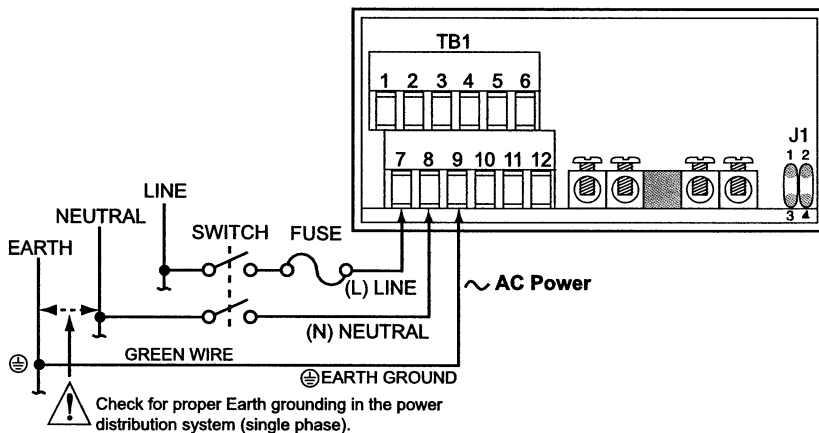 TB1
1 2 3 4 5 6
J1
1 2
7 8 9 10 11 12
3
LINE
NEUTRAL
EARTH
SWITCH FUSE
(L) LINE
∼ AC Power
(N) NEUTRAL
GREEN WIRE
EARTH GROUND
! Check for proper Earth grounding in the power
distribution system (single phase).